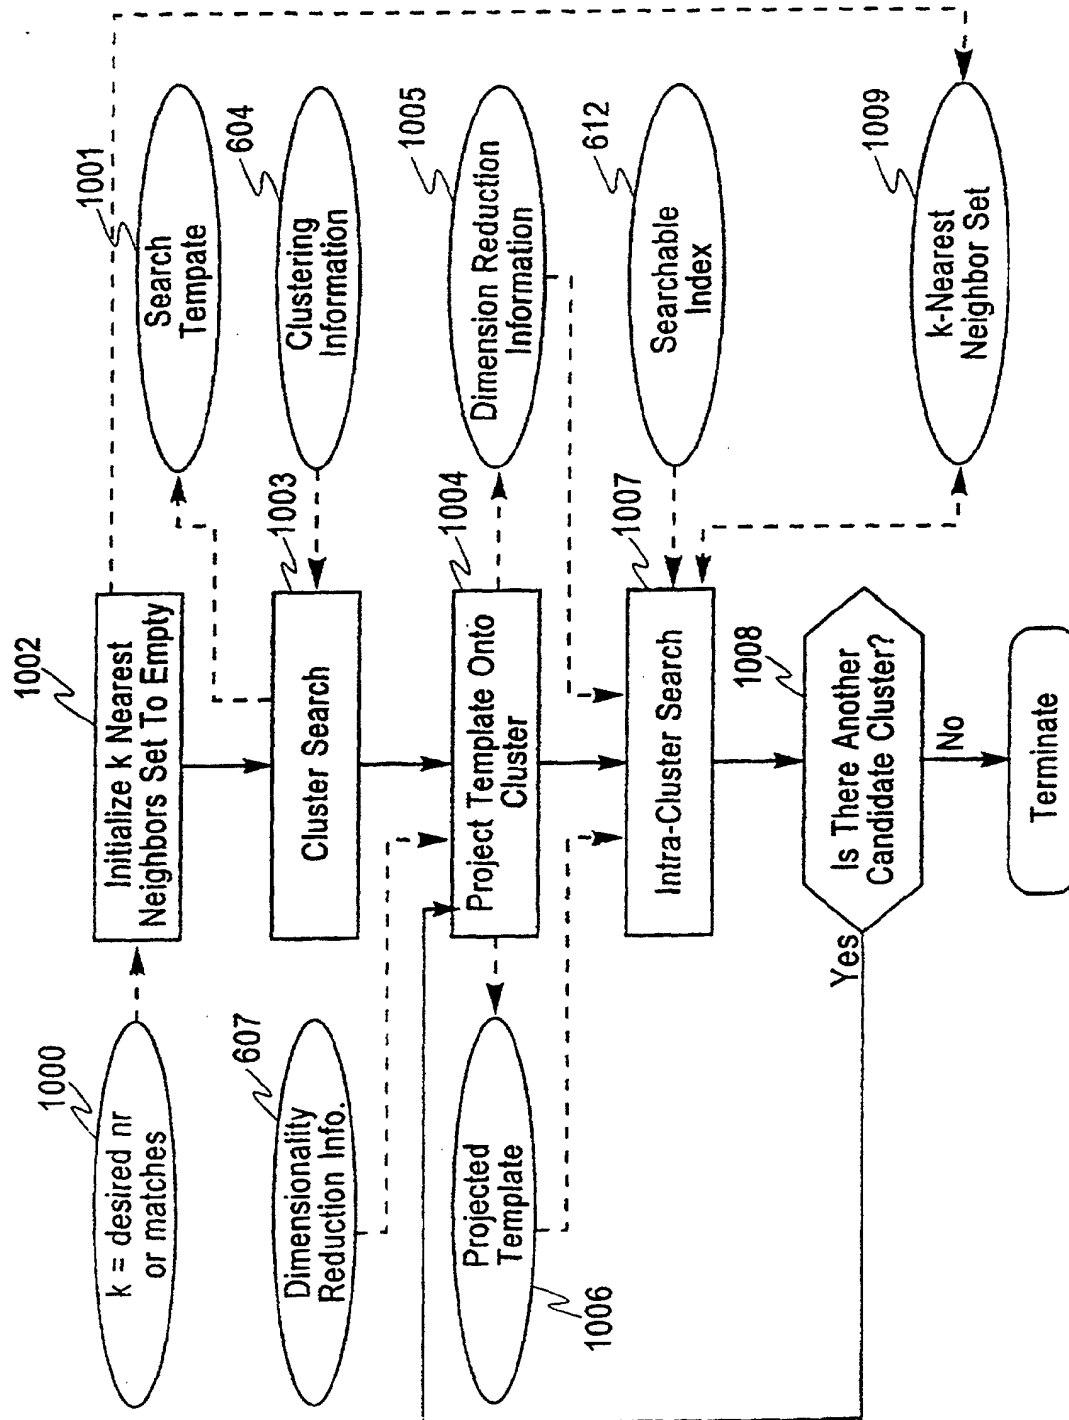 1000
k = desired nr
or matches
1002
Initialize k Nearest
Neighbors Set To Empty
1001
Search
Tempate
607
Dimensionality
Reduction Info.
1003
Cluster Search
604
Clustering
Information
1006
Projected
Template
1004
Project Template Onto
Cluster
1005
Dimension Reduction
Information
1007
Intra-Cluster Search
612
Searchable
Index
1008
Is There Another
Candidate Cluster?
Yes
No
1009
k-Nearest
Neighbor Set
Terminate